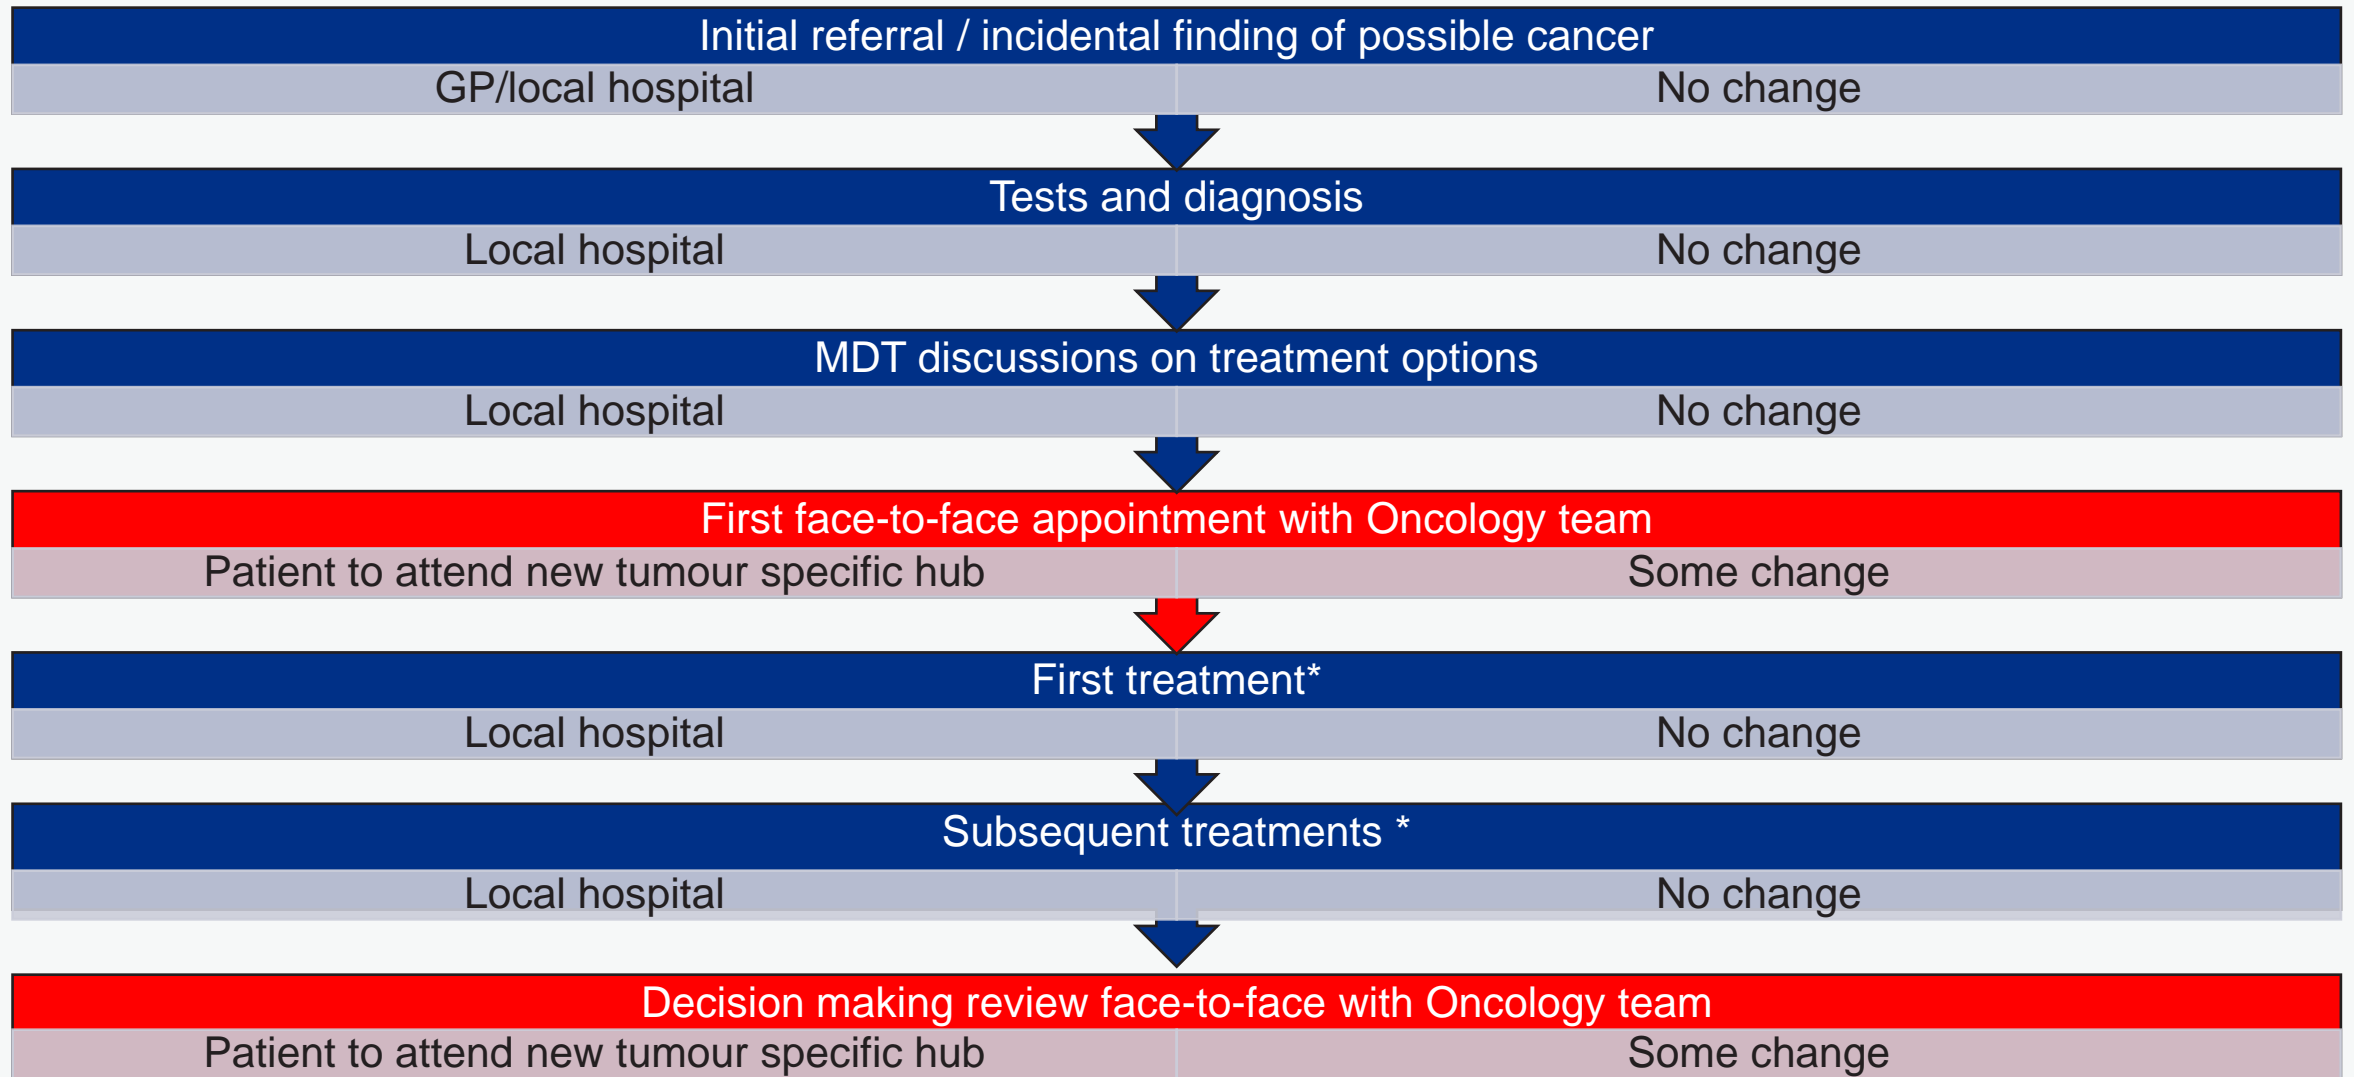 Initial referral / incidental finding of possible cancer
GP/local hospital No change
Tests and diagnosis
Local hospital No change
MDT discussions on treatment options
Local hospital No change
First face-to-face appointment with Oncology team
Patient to attend new tumour specific hub Some change
First treatment*
Local hospital No change
Subsequent treatments *
Local hospital No change
Decision making review face-to-face with Oncology team
Patient to attend new tumour specific hub Some change